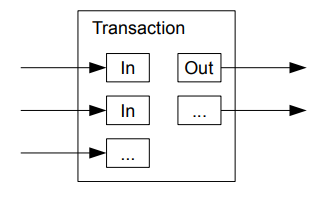 Transaction
In Out
In ...
...